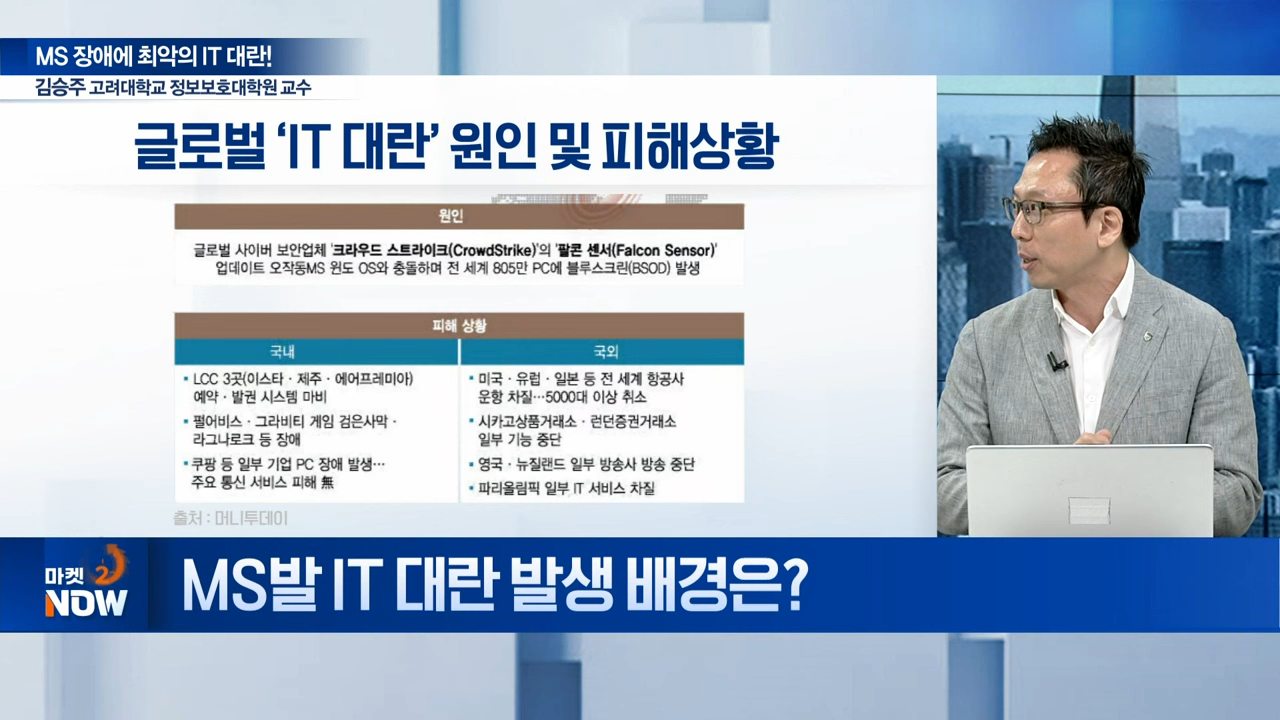 MS 장애에 최악의 IT 대란!
김승주 고려대학교 정보보호대학원 교수
글로벌 ‘IT 대란’ 원인 및 피해상황
원인
글로벌 사이버 보안업체 '크라우드 스트라이크(CrowdStrike)'의 '팔콘 센서(Falcon Sensor)'
업데이트 오작동MS 윈도 OS와 충돌하며 전 세계 805만 PC에 블루스크린(BSOD) 발생
피해 상황
국내
국외
▪ LCC 3곳(이스타 · 제주 · 에어프레미아)
예약 · 발권 시스템 마비
▪ 펄어비스 · 그라비티 게임 검은사막 ·
라그나로크 등 장애
▪ 쿠팡 등 일부 기업 PC 장애 발생…
주요 통신 서비스 피해 無
▪ 미국 · 유럽 · 일본 등 전 세계 항공사
운항 차질…5000대 이상 취소
▪ 시카고상품거래소 · 런던증권거래소
일부 기능 중단
▪ 영국 · 뉴질랜드 일부 방송사 방송 중단
▪ 파리올림픽 일부 IT 서비스 차질
출처 : 머니투데이
마켓 2
NOW
MS발 IT 대란 발생 배경은?